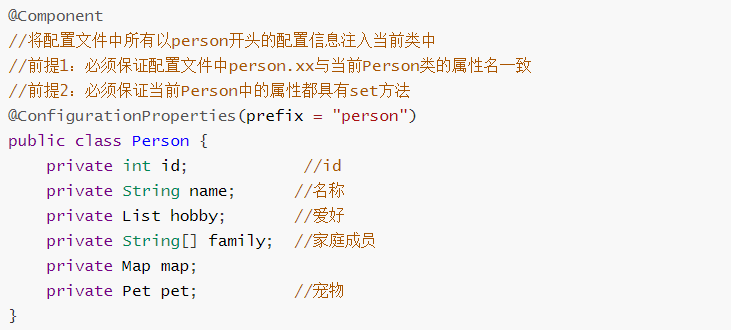 @Component
//将配置文件中所有以person开头的配置信息注入当前类中
//前提1：必须保证配置文件中person.xx与当前Person类的属性名一致
//前提2：必须保证当前Person中的属性都具有set方法
@ConfigurationProperties(prefix = "person")
public class Person {
    private int id;            //id
    private String name;      //名称
    private List hobby;       //爱好
    private String[] family;  //家庭成员
    private Map map;
    private Pet pet;          //宠物
}